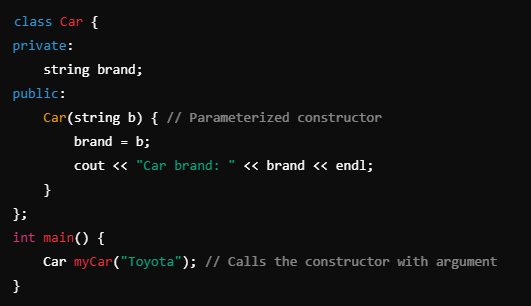 class Car {
private:
    string brand;
public:
    Car(string b) { // Parameterized constructor
        brand = b;
        cout << "Car brand: " << brand << endl;
    }
};
int main() {
    Car myCar("Toyota"); // Calls the constructor with argument
}